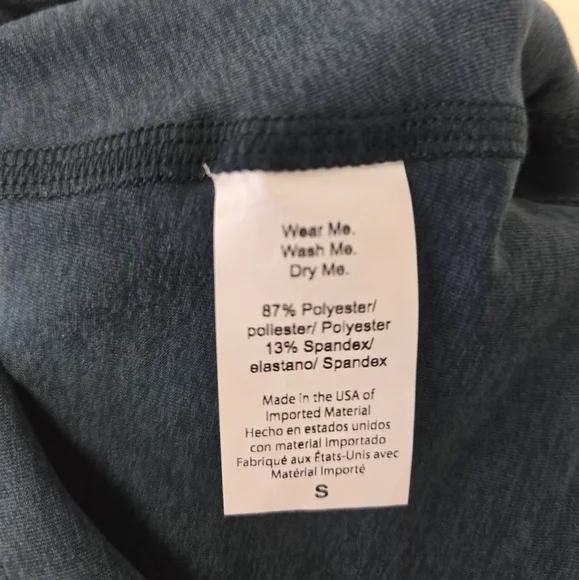 Wear Me.
Wash Me.
Dry Me.
87% Polyester/
poliester/ Polyester
13% Spandex/
elastano/ Spandex
Made in the USA of
Imported Material
Hecho en estados unidos
con material Importado
Fabriqué aux États-Unis avec
Matérial Importé
S